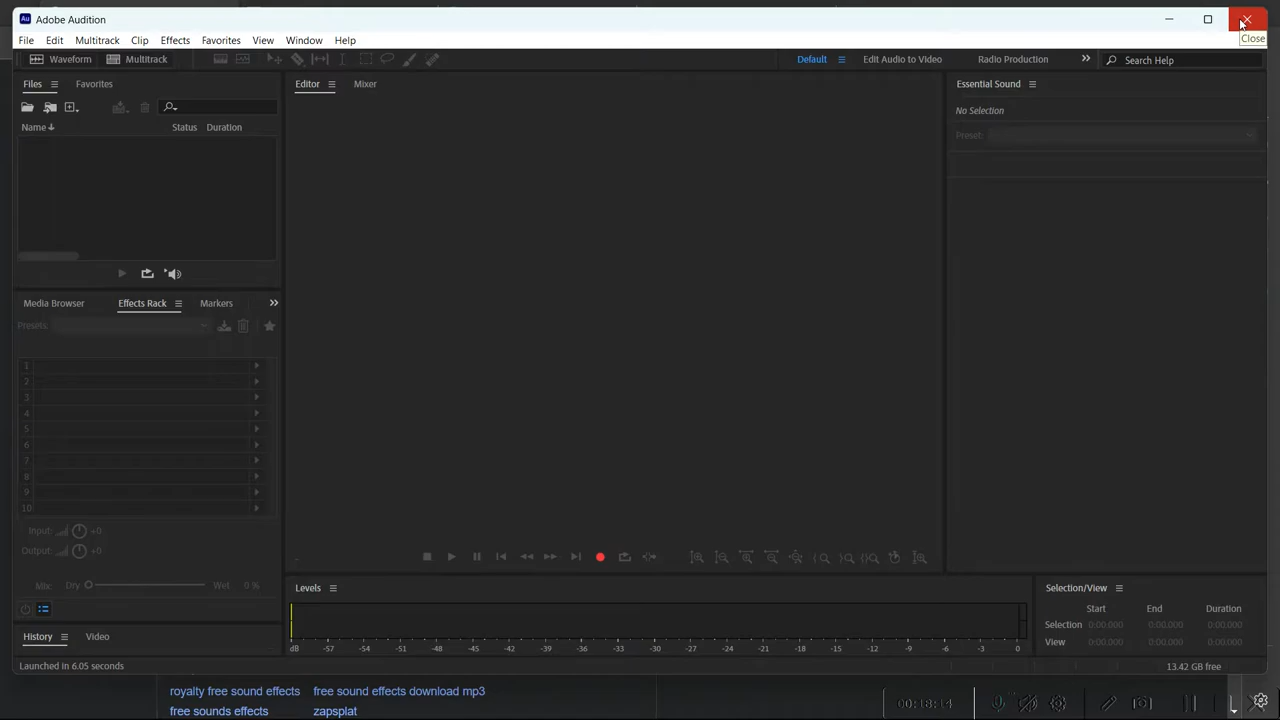 Au Adobe Audition
Close
File Edit Multitrack Clip Effects Favorites View Window Help
Waveform Multitrack Default Edit Audio to Video Radio Production Search Help
Files Favorites
Editor Mixer
Essential Sound
No Selection
Preset:
Name Status Duration
Media Browser Effects Rack Markers
Presets:
1
2
3
4
5
6
7
8
9
10
Input: +0
Output: +0
Mix: Dry Wet 0 %
Levels
dB -57 -54 -51 -48 -45 -42 -39 -36 -33 -30 -27 -24 -21 -18 -15 -12 -9 -6 -3 0
Selection/View
Start End Duration
Selection 0:00.000 0:00.000 0:00.000
View 0:00.000 0:00.000 0:00.000
History Video
Launched in 6.05 seconds
13.42 GB free
royalty free sound effects free sound effects download mp3
free sounds effects zapsplat
00:18:14